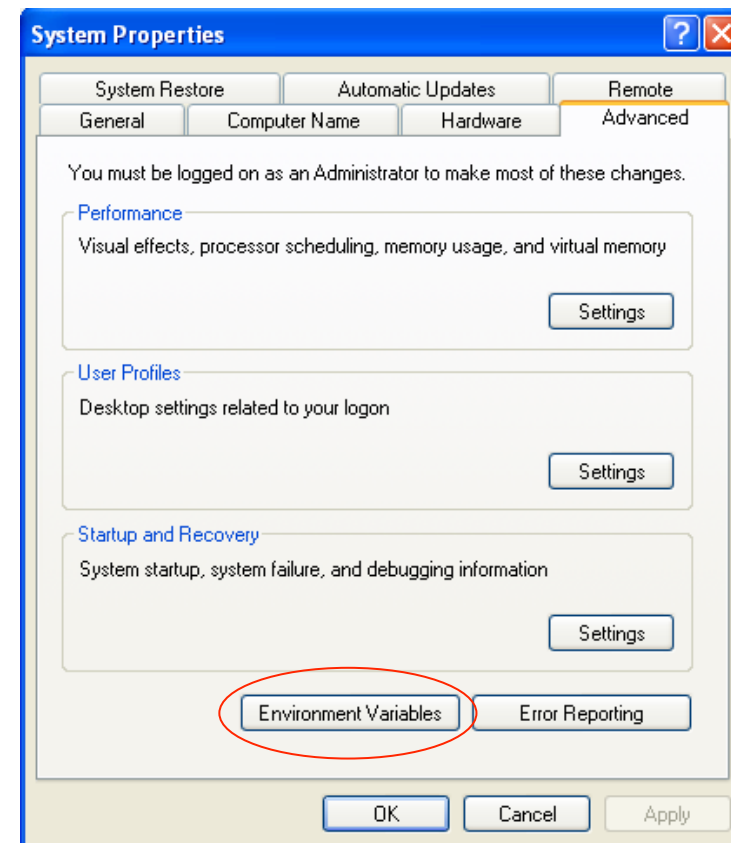 System Properties
?
System Restore Automatic Updates Remote
General Computer Name Hardware Advanced
You must be logged on as an Administrator to make most of these changes.
Performance
Visual effects, processor scheduling, memory usage, and virtual memory
Settings
User Profiles
Desktop settings related to your logon
Settings
Startup and Recovery
System startup, system failure, and debugging information
Settings
Environment Variables Error Reporting
OK Cancel Apply